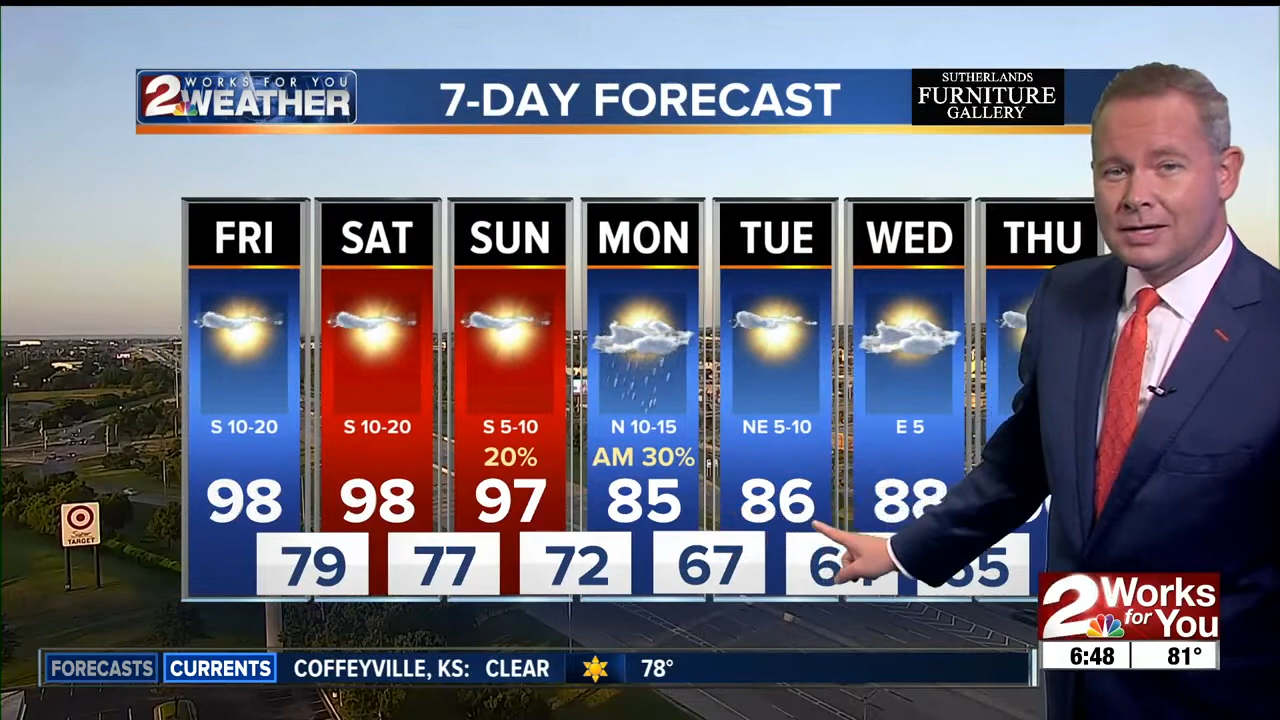 2 WORKS FOR YOU
WEATHER
7-DAY FORECAST
SUTHERLANDS
FURNITURE
GALLERY
FRI SAT SUN MON TUE WED THU
S 10-20 S 10-20 S 5-10 N 10-15 NE 5-10 E 5
20% AM 30%
98 98 97 85 86 88
79 77 72 67
TARGET
2 Works
for You
6:48 81°
FORECASTS CURRENTS COFFEYVILLE, KS: CLEAR 78°